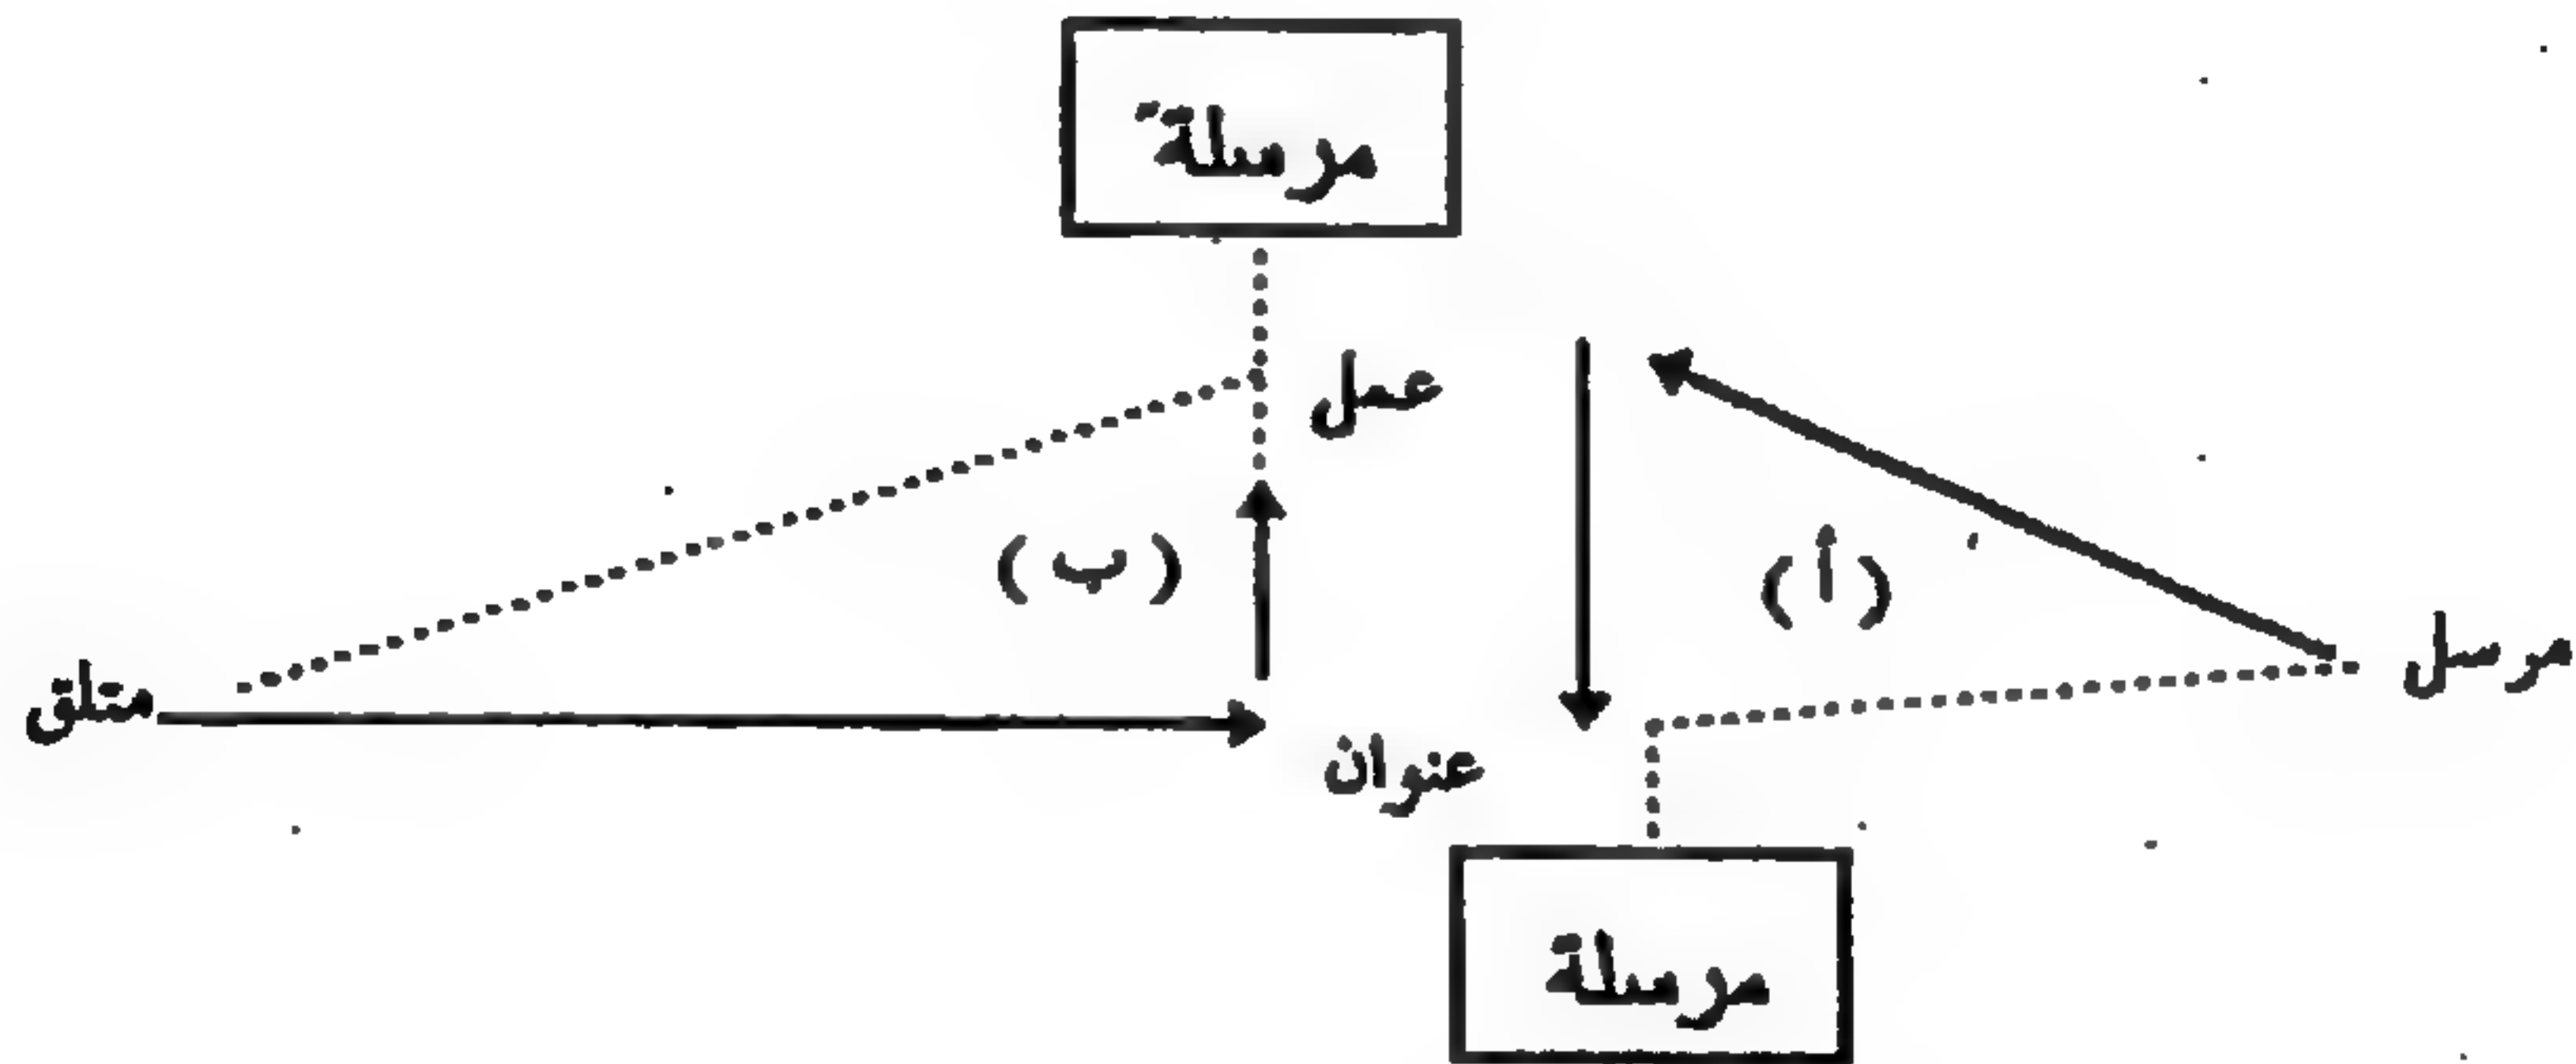 مرسلة
عمل
(أ)
(ب)
مرسل
متلق
عنوان
مرسلة